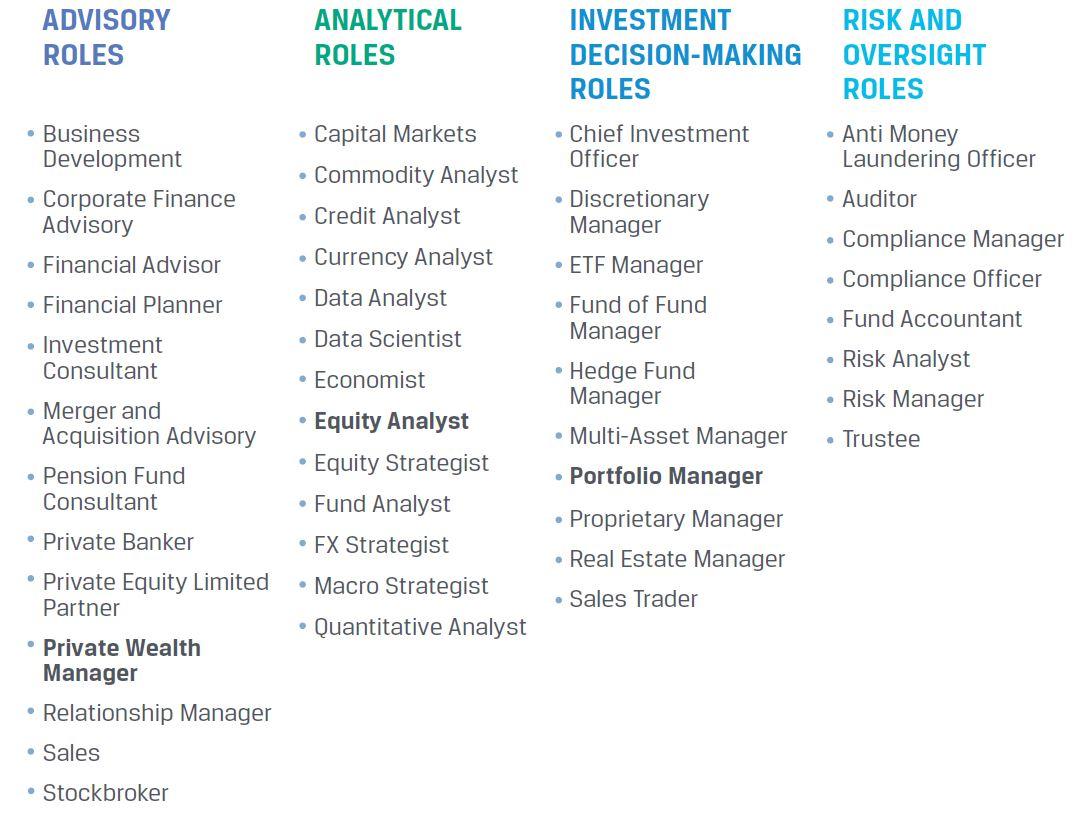 ADVISORY
ROLES
• Business
Development
• Corporate Finance
Advisory
• Financial Advisor
• Financial Planner
• Investment
Consultant
• Merger and
Acquisition Advisory
• Pension Fund
Consultant
• Private Banker
• Private Equity Limited
Partner
• Private Wealth
Manager
• Relationship Manager
• Sales
• Stockbroker
ANALYTICAL
ROLES
• Capital Markets
• Commodity Analyst
• Credit Analyst
• Currency Analyst
• Data Analyst
• Data Scientist
• Economist
• Equity Analyst
• Equity Strategist
• Fund Analyst
• FX Strategist
• Macro Strategist
• Quantitative Analyst
INVESTMENT
DECISION-MAKING
ROLES
• Chief Investment
Officer
• Discretionary
Manager
• ETF Manager
• Fund of Fund
Manager
• Hedge Fund
Manager
• Multi-Asset Manager
• Portfolio Manager
• Proprietary Manager
• Real Estate Manager
• Sales Trader
RISK AND
OVERSIGHT
ROLES
• Anti Money
Laundering Officer
• Auditor
• Compliance Manager
• Compliance Officer
• Fund Accountant
• Risk Analyst
• Risk Manager
• Trustee